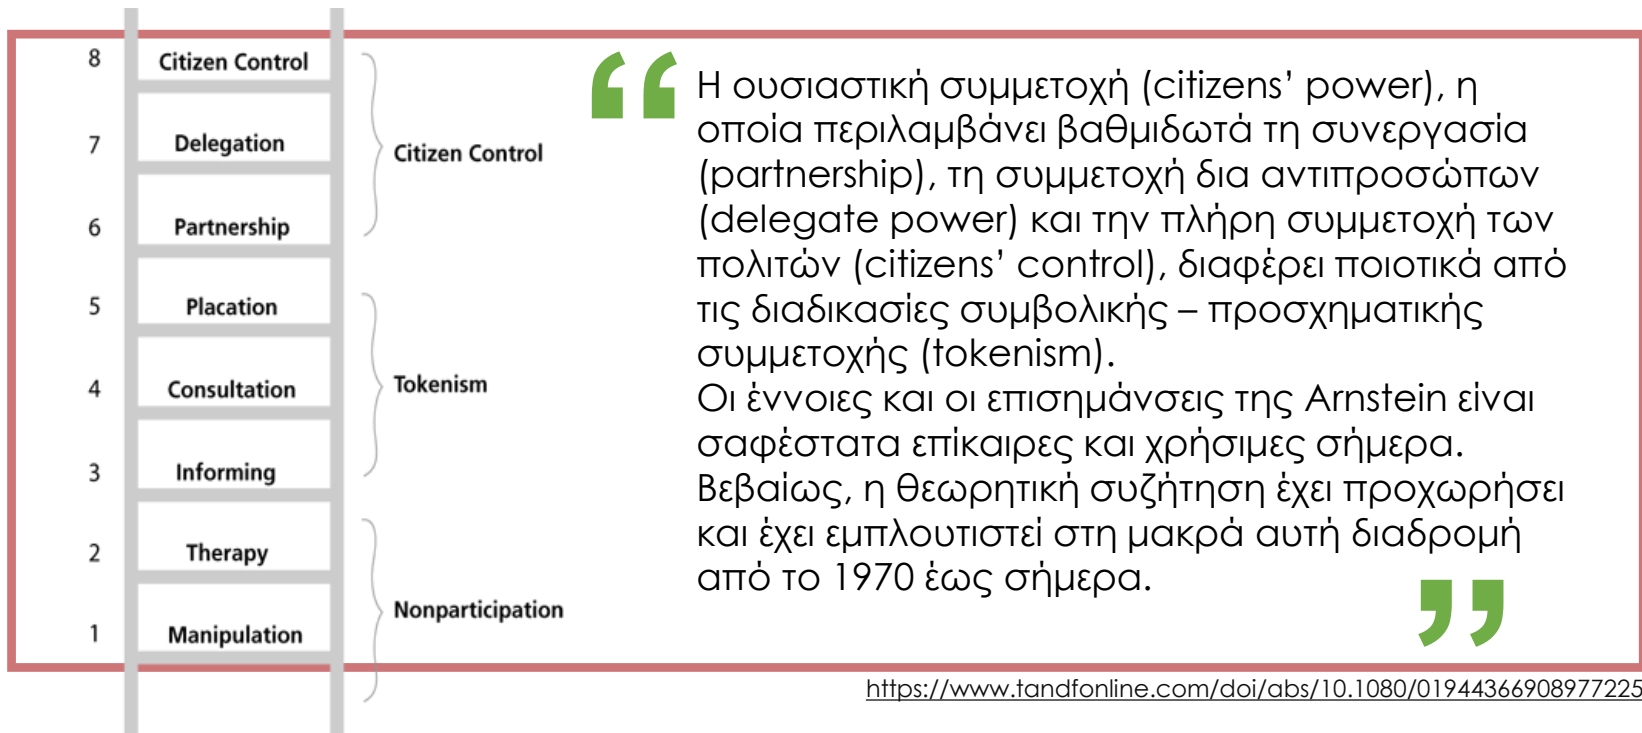 8 Citizen Control
7 Delegation
6 Partnership
Citizen Control
5 Placation
4 Consultation
3 Informing
Tokenism
2 Therapy
1 Manipulation
Nonparticipation
“
Η ουσιαστική συμμετοχή (citizens’ power), η
οποία περιλαμβάνει βαθμιδωτά τη συνεργασία
(partnership), τη συμμετοχή δια αντιπροσώπων
(delegate power) και την πλήρη συμμετοχή των
πολιτών (citizens’ control), διαφέρει ποιοτικά από
τις διαδικασίες συμβολικής – προσχηματικής
συμμετοχής (tokenism).
Οι έννοιες και οι επισημάνσεις της Arnstein είναι
σαφέστατα επίκαιρες και χρήσιμες σήμερα.
Βεβαίως, η θεωρητική συζήτηση έχει προχωρήσει
και έχει εμπλουτιστεί στη μακρά αυτή διαδρομή
από το 1970 έως σήμερα.
”
https://www.tandfonline.com/doi/abs/10.1080/01944366908977225